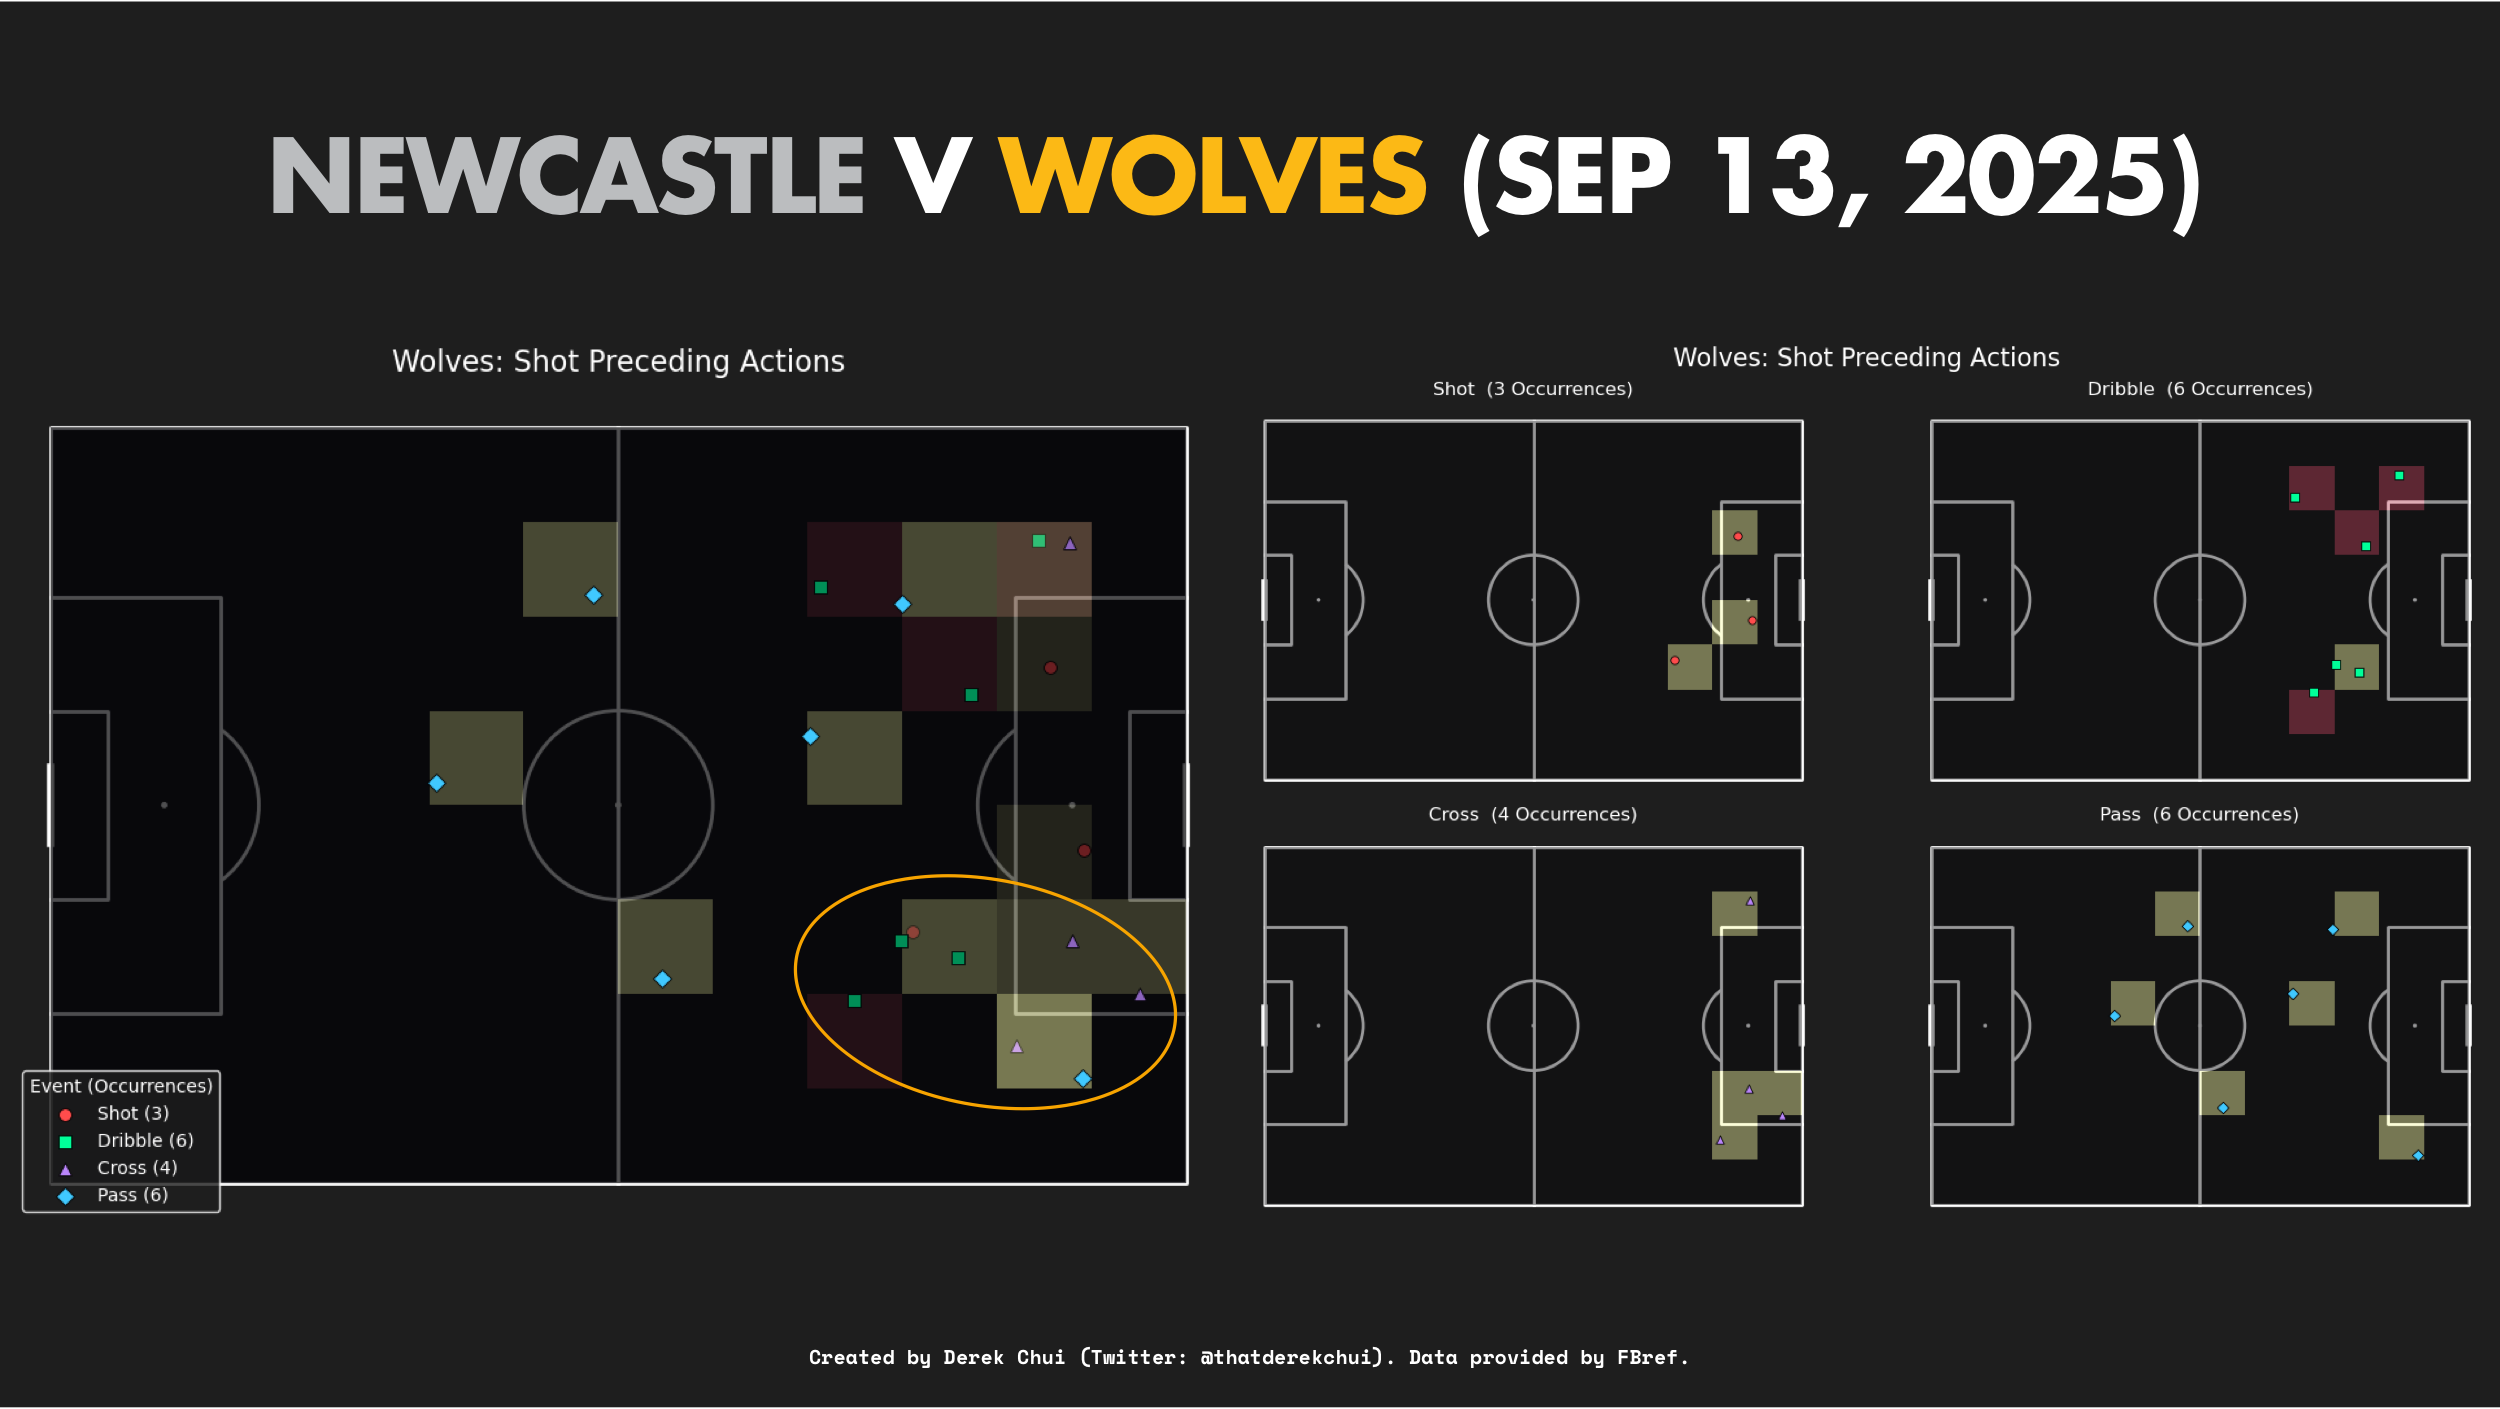 NEWCASTLE V WOLVES (SEP 13, 2025)
Wolves: Shot Preceding Actions
Event (Occurrences)
Shot (3)
Dribble (6)
Cross (4)
Pass (6)
Wolves: Shot Preceding Actions
Shot (3 Occurrences)
Dribble (6 Occurrences)
Cross (4 Occurrences)
Pass (6 Occurrences)
Created by Derek Chui (Twitter: @thatderekchui). Data provided by FBref.